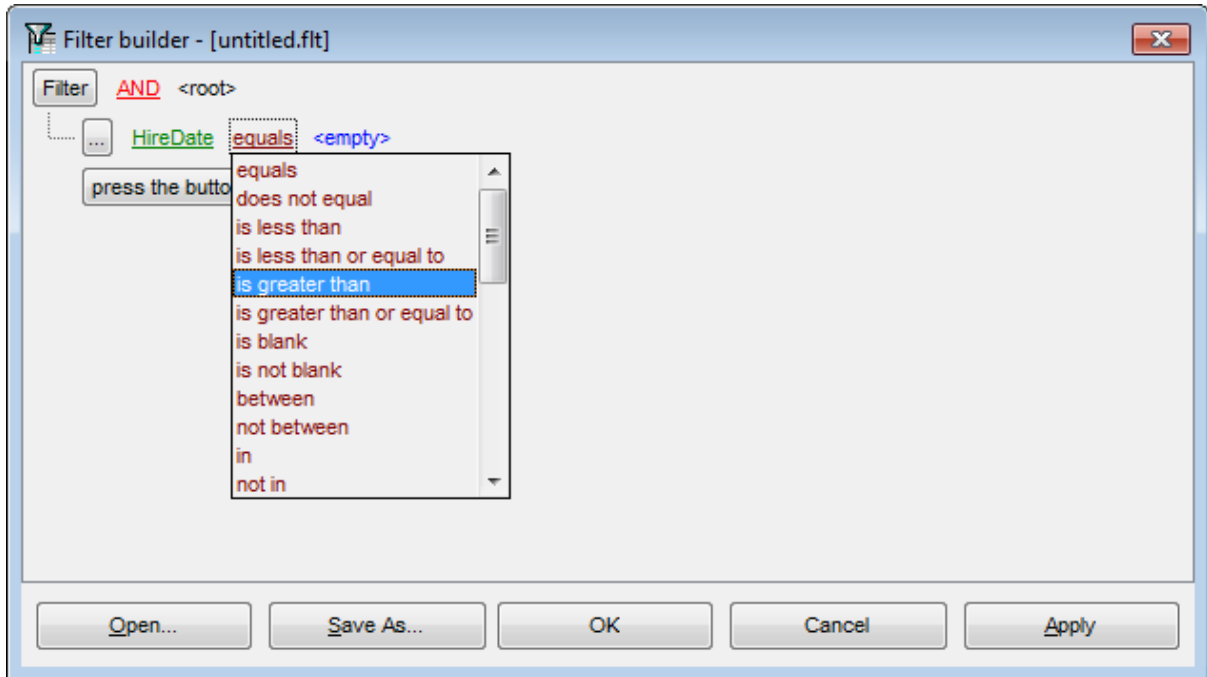 Filter builder - [untitled.flt]
Filter AND <root>
... HireDate equals <empty>
press the butto
equals
does not equal
is less than
is less than or equal to
is greater than
is greater than or equal to
is blank
is not blank
between
not between
in
not in
Open... Save As... OK Cancel Apply